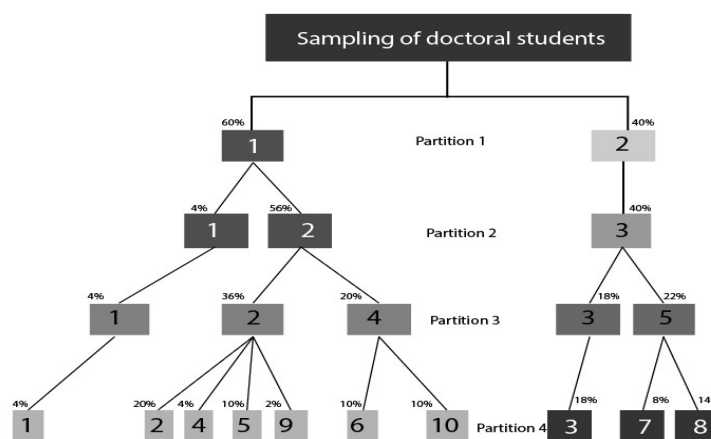 Sampling of doctoral students
60% 40%
1 Partition 1 2
4% 56% 40%
1 2 Partition 2 3
4% 36% 20% 18% 22%
1 2 4 Partition 3 3 5
4% 20% 4% 10% 2% 10% 10% 18% 8% 14
1 2 4 5 9 6 10 Partition 4 3 7 8